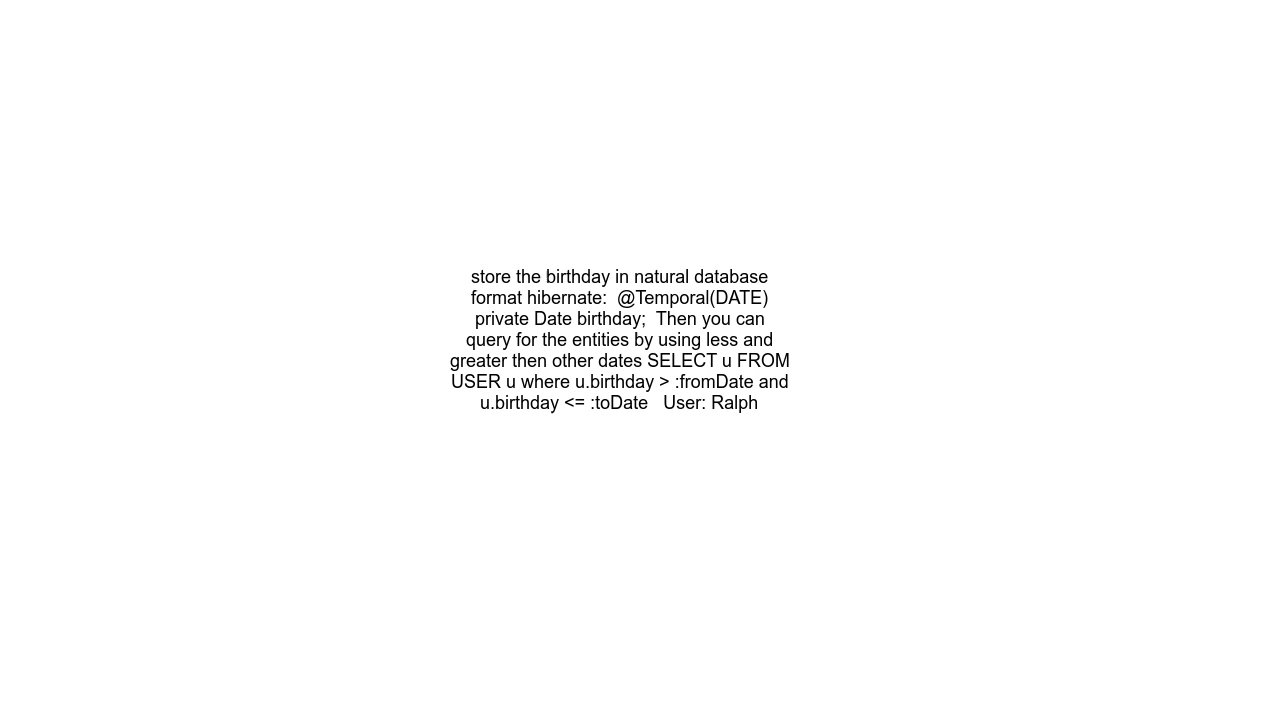 store the birthday in natural database
format hibernate:  @Temporal(DATE)
private Date birthday;  Then you can
query for the entities by using less and
greater then other dates SELECT u FROM
USER u where u.birthday > :fromDate and
u.birthday <= :toDate   User: Ralph